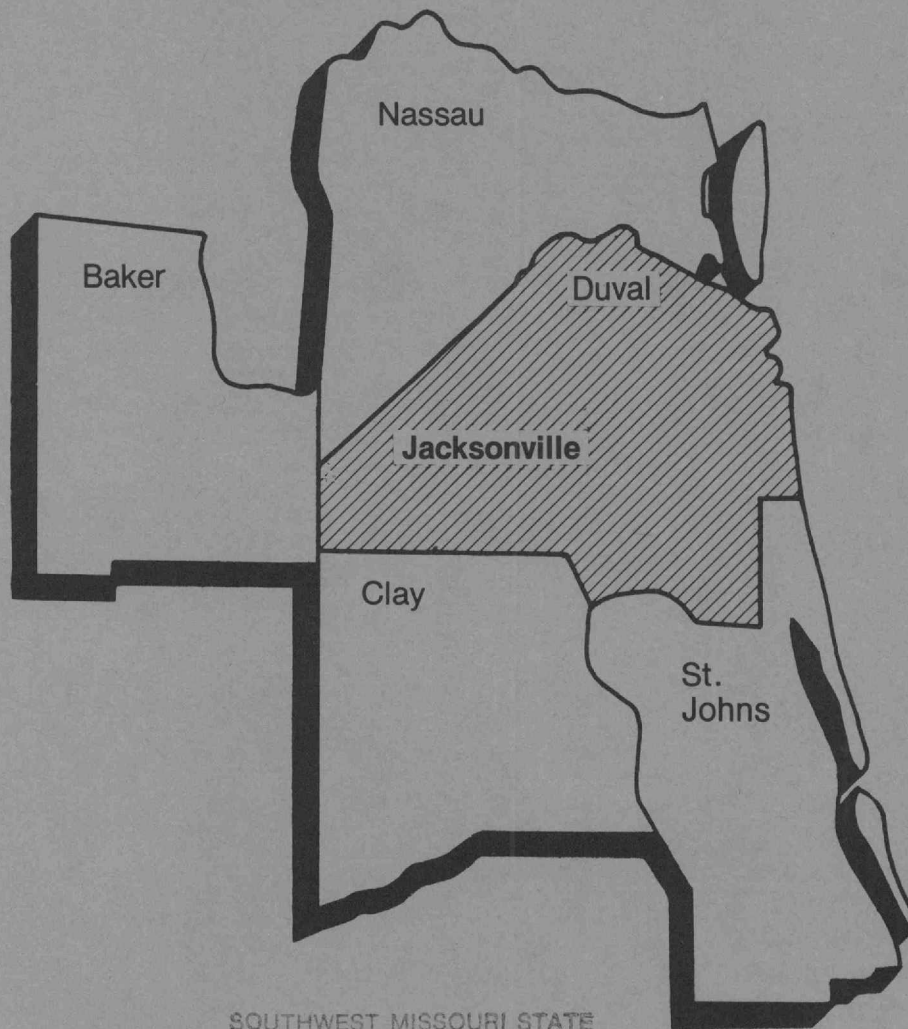 Nassau
Baker
Duval
Jacksonville
Clay
St.
Johns
SOUTHWEST MISSOURI STATE